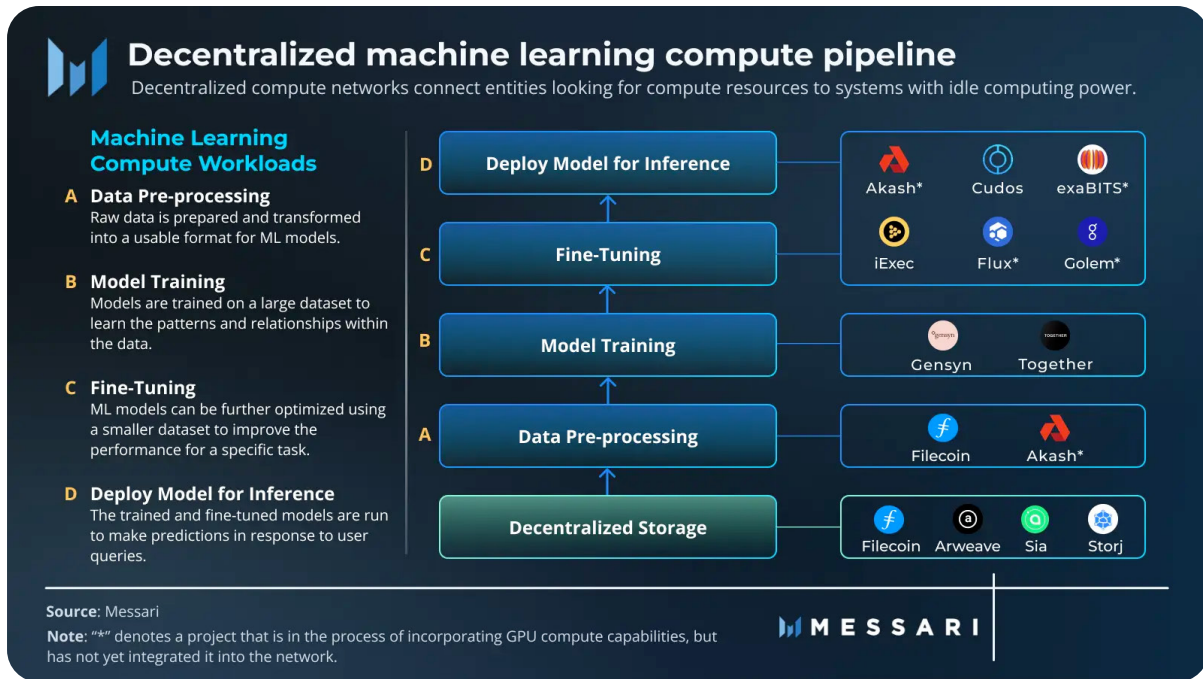 Decentralized machine learning compute pipeline
Decentralized compute networks connect entities looking for compute resources to systems with idle computing power.
Machine Learning
Compute Workloads
A Data Pre-processing
Raw data is prepared and transformed
into a usable format for ML models.
B Model Training
Models are trained on a large dataset to
learn the patterns and relationships within
the data.
C Fine-Tuning
ML models can be further optimized using
a smaller dataset to improve the
performance for a specific task.
D Deploy Model for Inference
The trained and fine-tuned models are run
to make predictions in response to user
queries.
D Deploy Model for Inference
Akash* Cudos exaBITS*
C Fine-Tuning
iExec Flux* Golem*
B Model Training
gensyn TOGETHER
Gensyn Together
A Data Pre-processing
Filecoin Akash*
Decentralized Storage
Filecoin Arweave Sia Storj
Source: Messari
Note: “*” denotes a project that is in the process of incorporating GPU compute capabilities, but
has not yet integrated it into the network.
MESSARI